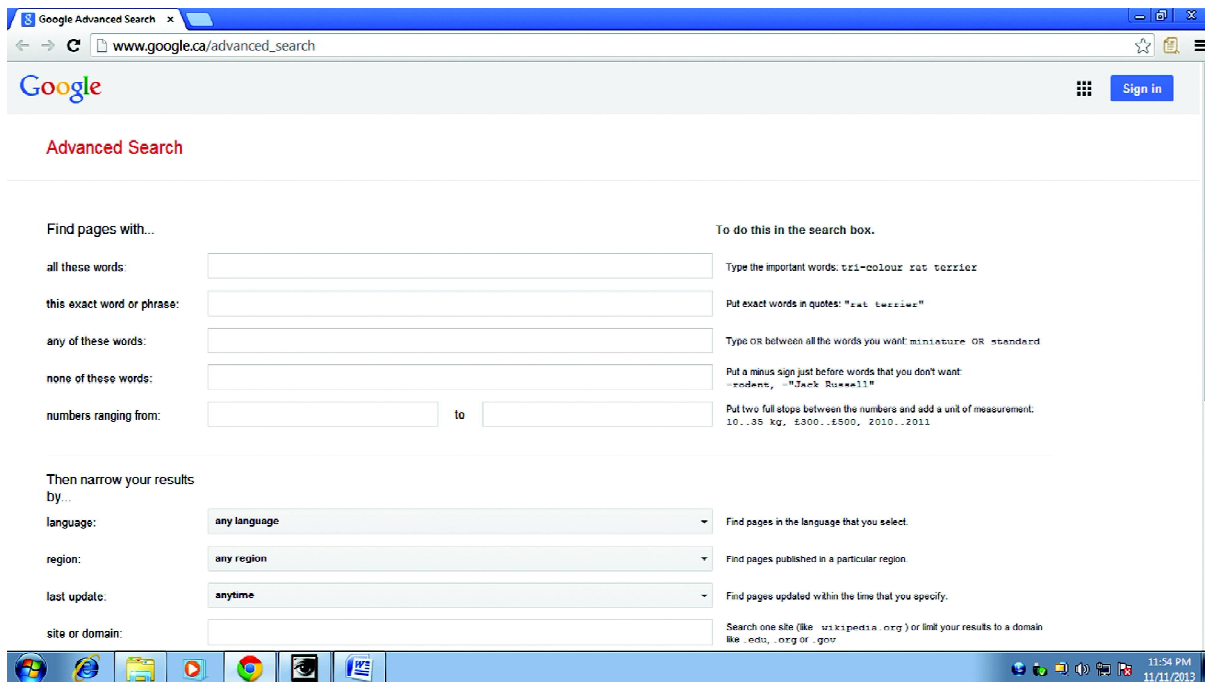 Google Advanced Search
www.google.ca/advanced_search
Google
Sign in
Advanced Search
Find pages with...
To do this in the search box.
all these words:
Type the important words: tri-colour rat terrier
this exact word or phrase:
Put exact words in quotes: "rat terrier"
any of these words:
Type OR between all the words you want: miniature OR standard
none of these words:
Put a minus sign just before words that you don't want:
-rodent, -"Jack Russell"
numbers ranging from:
to
Put two full stops between the numbers and add a unit of measurement:
10..35 kg, £300..£500, 2010..2011
Then narrow your results
by...
language:
any language
Find pages in the language that you select.
region:
any region
Find pages published in a particular region.
last update:
anytime
Find pages updated within the time that you specify.
site or domain:
Search one site (like wikipedia.org ) or limit your results to a domain
like .edu, .org or .gov
11:54 PM
11/11/2013